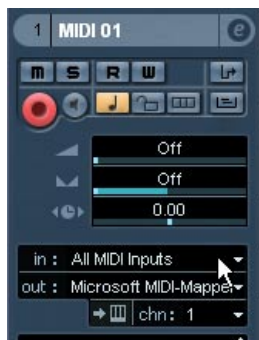 1 MIDI 01 e
m S R W
Off
Off
0.00
in : All MIDI Inputs
out : Microsoft MIDI-Mapper
chn: 1